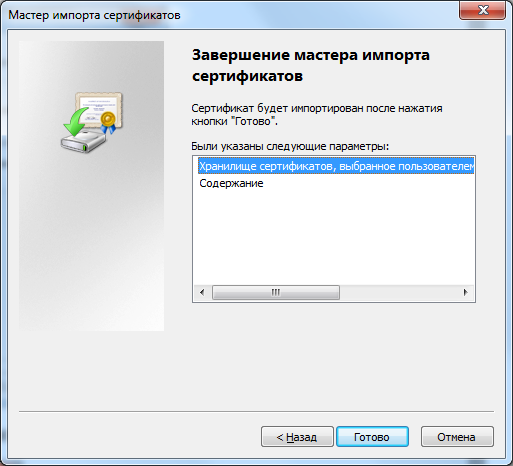 Мастер импорта сертификатов
Завершение мастера импорта
сертификатов
Сертификат будет импортирован после нажатия
кнопки "Готово".
Были указаны следующие параметры:
Хранилище сертификатов, выбранное пользователем
Содержание
< Назад
Готово
Отмена